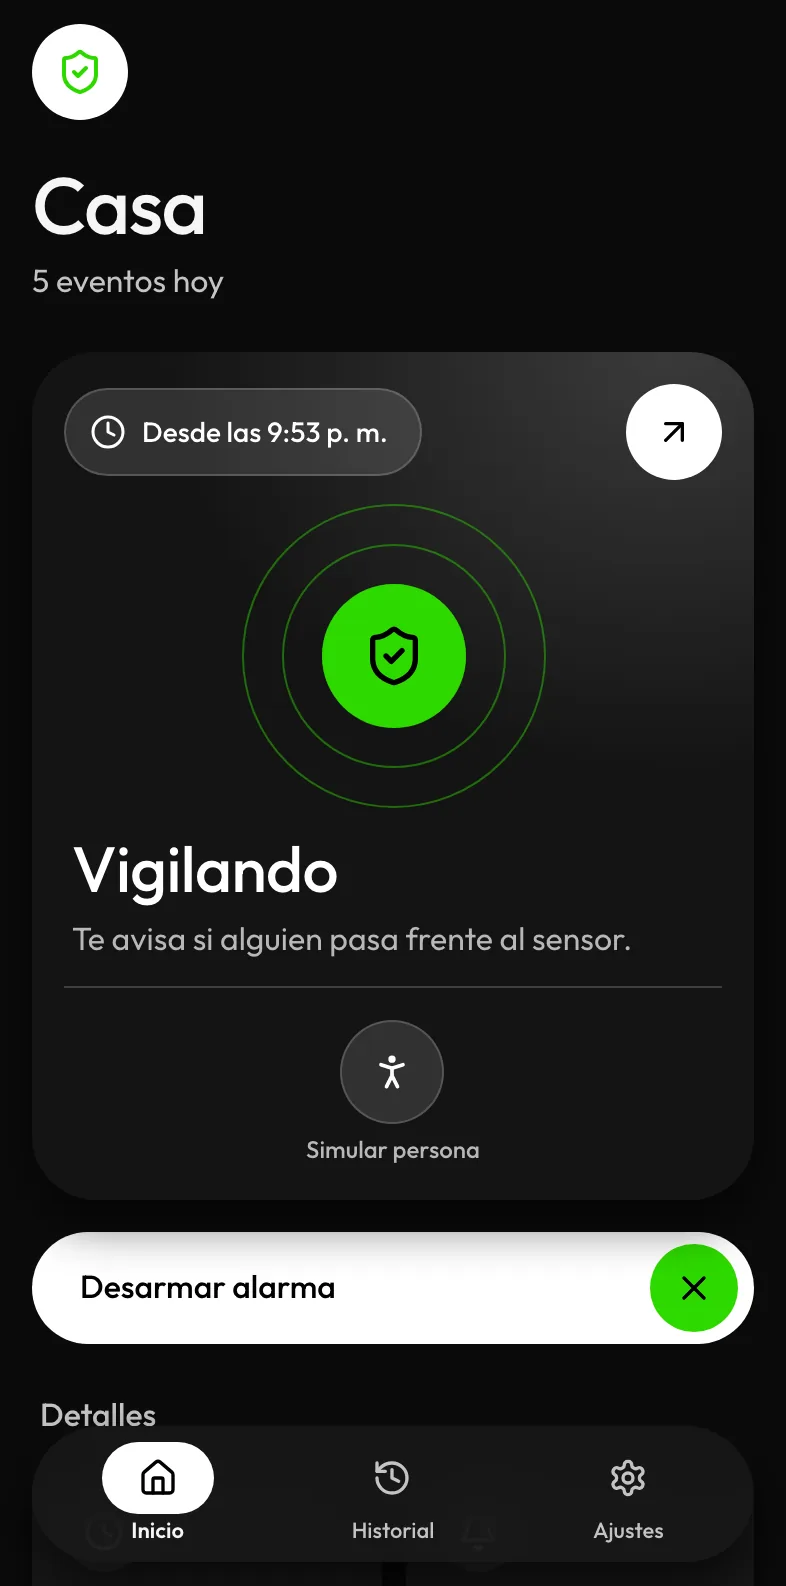 Casa
5 eventos hoy
Desde las 9:53 p. m.
Vigilando
Te avisa si alguien pasa frente al sensor.
Simular persona
Desarmar alarma
Detalles
Inicio
Historial
Ajustes